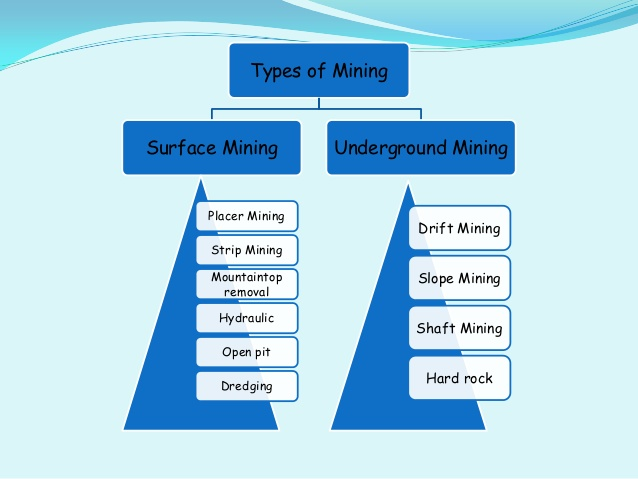 Types of Mining
Surface Mining
Underground Mining
Placer Mining
Strip Mining
Mountaintop
removal
Hydraulic
Open pit
Dredging
Drift Mining
Slope Mining
Shaft Mining
Hard rock